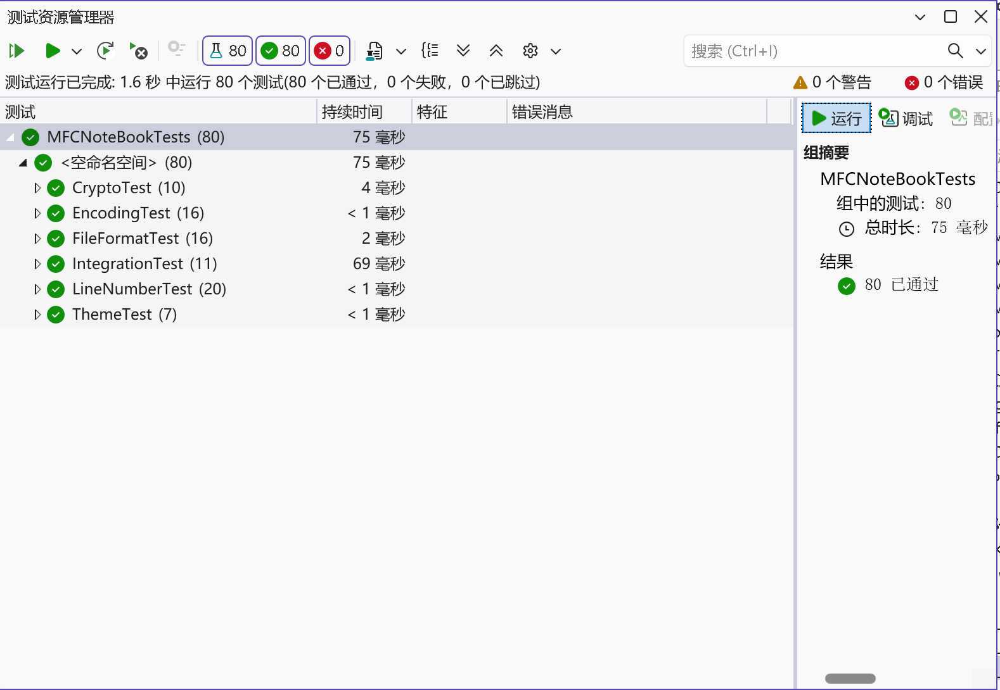 测试资源管理器
80 80 0
搜索 (Ctrl+I)
测试运行已完成: 1.6 秒 中运行 80 个测试(80 个已通过，0 个失败，0 个已跳过)
0 个警告 0 个错误
测试 持续时间 特征 错误消息
MFCNoteBookTests (80) 75 毫秒
<空命名空间> (80) 75 毫秒
CryptoTest (10) 4 毫秒
EncodingTest (16) < 1 毫秒
FileFormatTest (16) 2 毫秒
IntegrationTest (11) 69 毫秒
LineNumberTest (20) < 1 毫秒
ThemeTest (7) < 1 毫秒
运行 调试 配
组摘要
MFCNoteBookTests
组中的测试: 80
总时长: 75 毫秒
结果
80 已通过